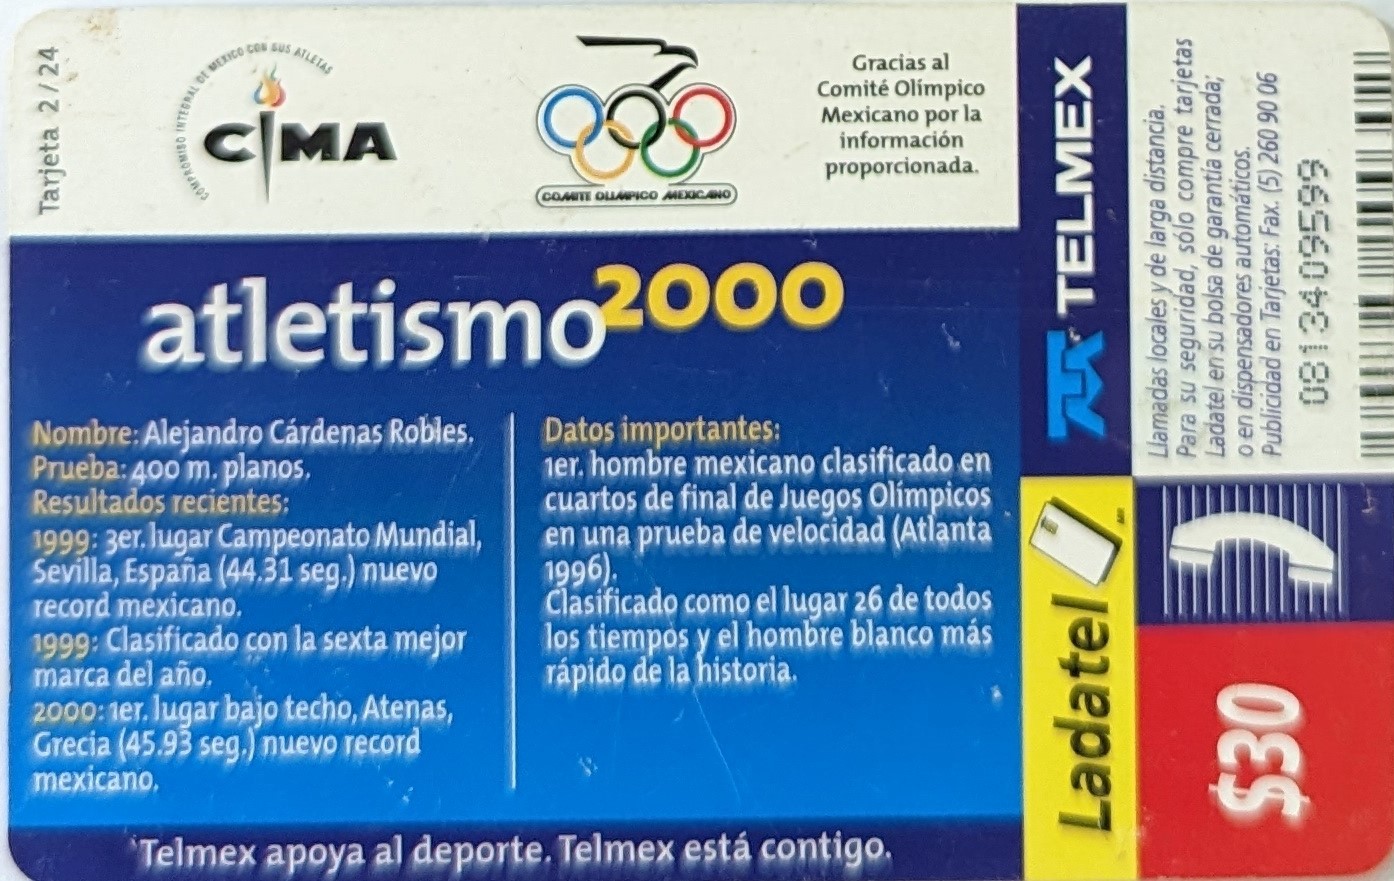 Tarjeta 2 / 24
COMPROMISO INTEGRAL DE MEXICO CON SUS ATLETAS
CIMA
COMITE OLIMPICO MEXICANO
Gracias al
Comité Olímpico
Mexicano por la
información
proporcionada.
atletismo2000
Nombre: Alejandro Cárdenas Robles.
Prueba: 400 m. planos.
Resultados recientes:
1999: 3er. lugar Campeonato Mundial,
Sevilla, España (44.31 seg.) nuevo
record mexicano.
1999: Clasificado con la sexta mejor
marca del año.
2000: 1er. lugar bajo techo, Atenas,
Grecia (45.93 seg.) nuevo record
mexicano.
Datos importantes:
1er. hombre mexicano clasificado en
cuartos de final de Juegos Olímpicos
en una prueba de velocidad (Atlanta
1996).
Clasificado como el lugar 26 de todos
los tiempos y el hombre blanco más
rápido de la historia.
Telmex apoya al deporte. Telmex está contigo.
TELMEX
Ladatel
Llamadas locales y de larga distancia.
Para su seguridad, sólo compre tarjetas
Ladatel en su bolsa de garantía cerrada;
o en dispensadores automáticos.
Publicidad en Tarjetas: Fax. (5) 260 90 06
0813409599
$30